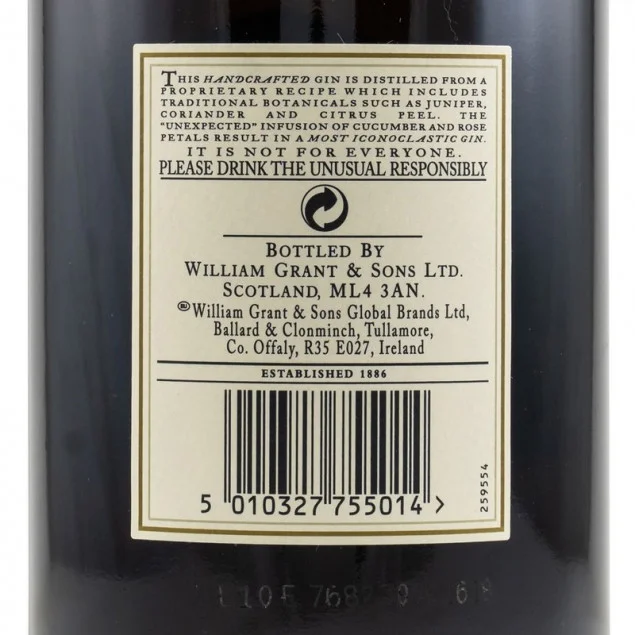 THIS HANDCRAFTED GIN IS DISTILLED FROM A
PROPRIETARY RECIPE WHICH INCLUDES
TRADITIONAL BOTANICALS SUCH AS JUNIPER,
CORIANDER AND CITRUS PEEL. THE
"UNEXPECTED" INFUSION OF CUCUMBER AND ROSE
PETALS RESULT IN A MOST ICONOCLASTIC GIN.
IT IS NOT FOR EVERYONE.
PLEASE DRINK THE UNUSUAL RESPONSIBLY
BOTTLED BY
WILLIAM GRANT & SONS LTD.
SCOTLAND, ML4 3AN.
William Grant & Sons Global Brands Ltd,
Ballard & Clonminch, Tullamore,
Co. Offaly, R35 E027, Ireland
ESTABLISHED 1886
5 010327 755014 >
259554